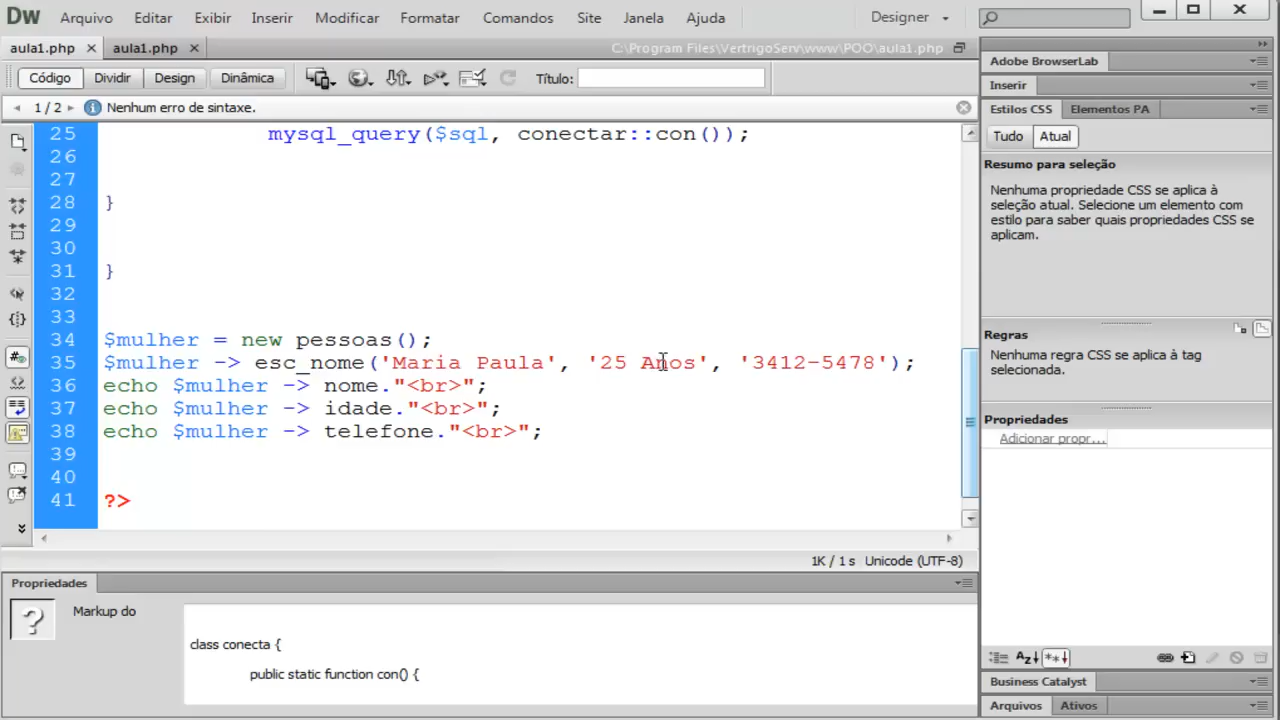 Dw Arquivo Editar Exibir Inserir Modificar Formatar Comandos Site Janela Ajuda Designer
aula1.php × aula1.php × C:\Program Files\VertrigoServ\www\POO\aula1.php
Código Dividir Design Dinâmica Título:
1 / 2 Nenhum erro de sintaxe.
25 mysql_query($sql, conectar::con());
26
27
28 }
29
30
31 }
32
33
34 $mulher = new pessoas();
35 $mulher -> esc_nome('Maria Paula', '25 Anos', '3412-5478');
36 echo $mulher -> nome."<br>";
37 echo $mulher -> idade."<br>";
38 echo $mulher -> telefone."<br>";
39
40
41 ?>
1K / 1 s Unicode (UTF-8)
Propriedades
? Markup do
class conecta {
public static function con() {
Adobe BrowserLab
Inserir
Estilos CSS Elementos PA
Tudo Atual
Resumo para seleção
Nenhuma propriedade CSS se aplica à
seleção atual. Selecione um elemento com
estilo para saber quais propriedades CSS se
aplicam.
Regras
Nenhuma regra CSS se aplica à tag
selecionada.
Propriedades
Adicionar propr...
Business Catalyst
Arquivos Ativos